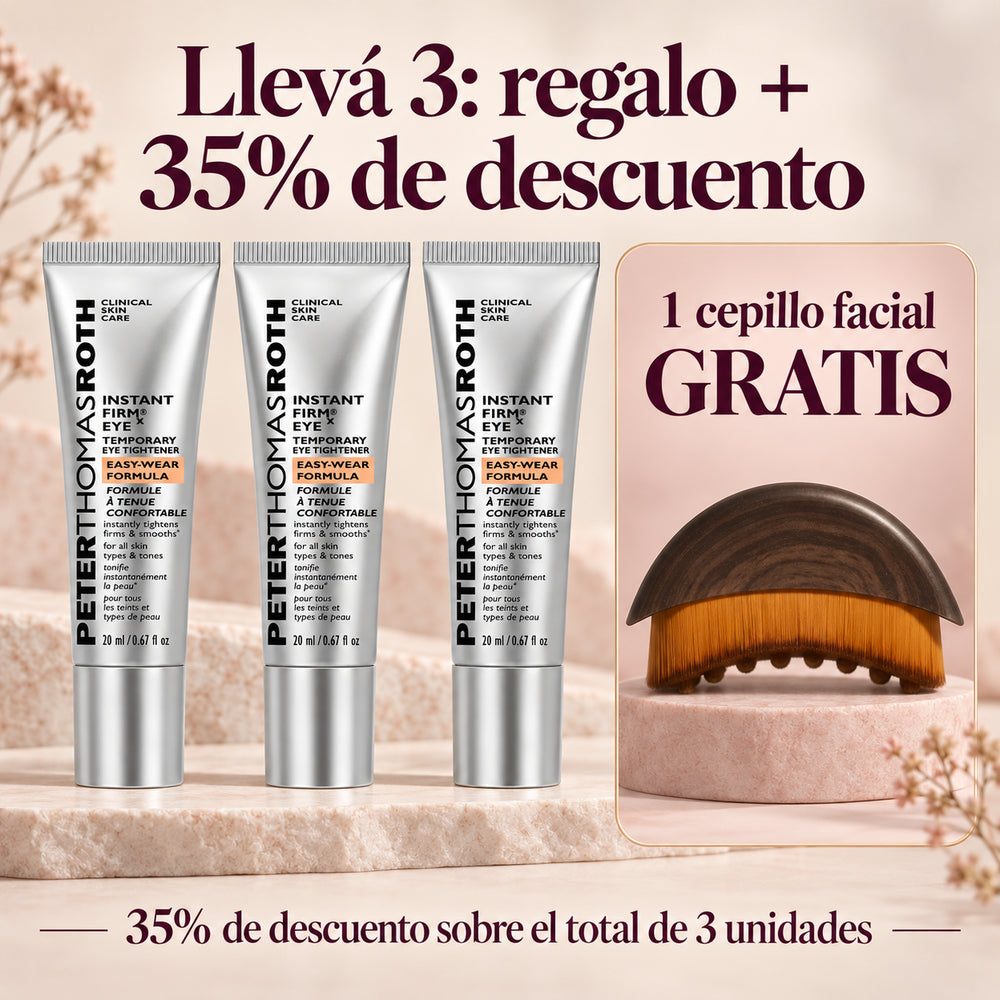 Llevá 3: regalo +
35% de descuento
PETERTHOMASROTH
CLINICAL
SKIN
CARE
INSTANT
FIRMx®
EYE
TEMPORARY
EYE TIGHTENER
EASY-WEAR
FORMULA
FORMULE
À TENUE
CONFORTABLE
instantly tightens
firms & smooths*
for all skin
types & tones
tonifie
instantanément
la peau*
pour tous
les teints et
types de peau
20 ml / 0.67 fl oz
PETERTHOMASROTH
CLINICAL
SKIN
CARE
INSTANT
FIRMx®
EYE
TEMPORARY
EYE TIGHTENER
EASY-WEAR
FORMULA
FORMULE
À TENUE
CONFORTABLE
instantly tightens
firms & smooths*
for all skin
types & tones
tonifie
instantanément
la peau*
pour tous
les teints et
types de peau
20 ml / 0.67 fl oz
PETERTHOMASROTH
CLINICAL
SKIN
CARE
INSTANT
FIRMx®
EYE
TEMPORARY
EYE TIGHTENER
EASY-WEAR
FORMULA
FORMULE
À TENUE
CONFORTABLE
instantly tightens
firms & smooths*
for all skin
types & tones
tonifie
instantanément
la peau*
pour tous
les teints et
types de peau
20 ml / 0.67 fl oz
1 cepillo facial
GRATIS
35% de descuento sobre el total de 3 unidades